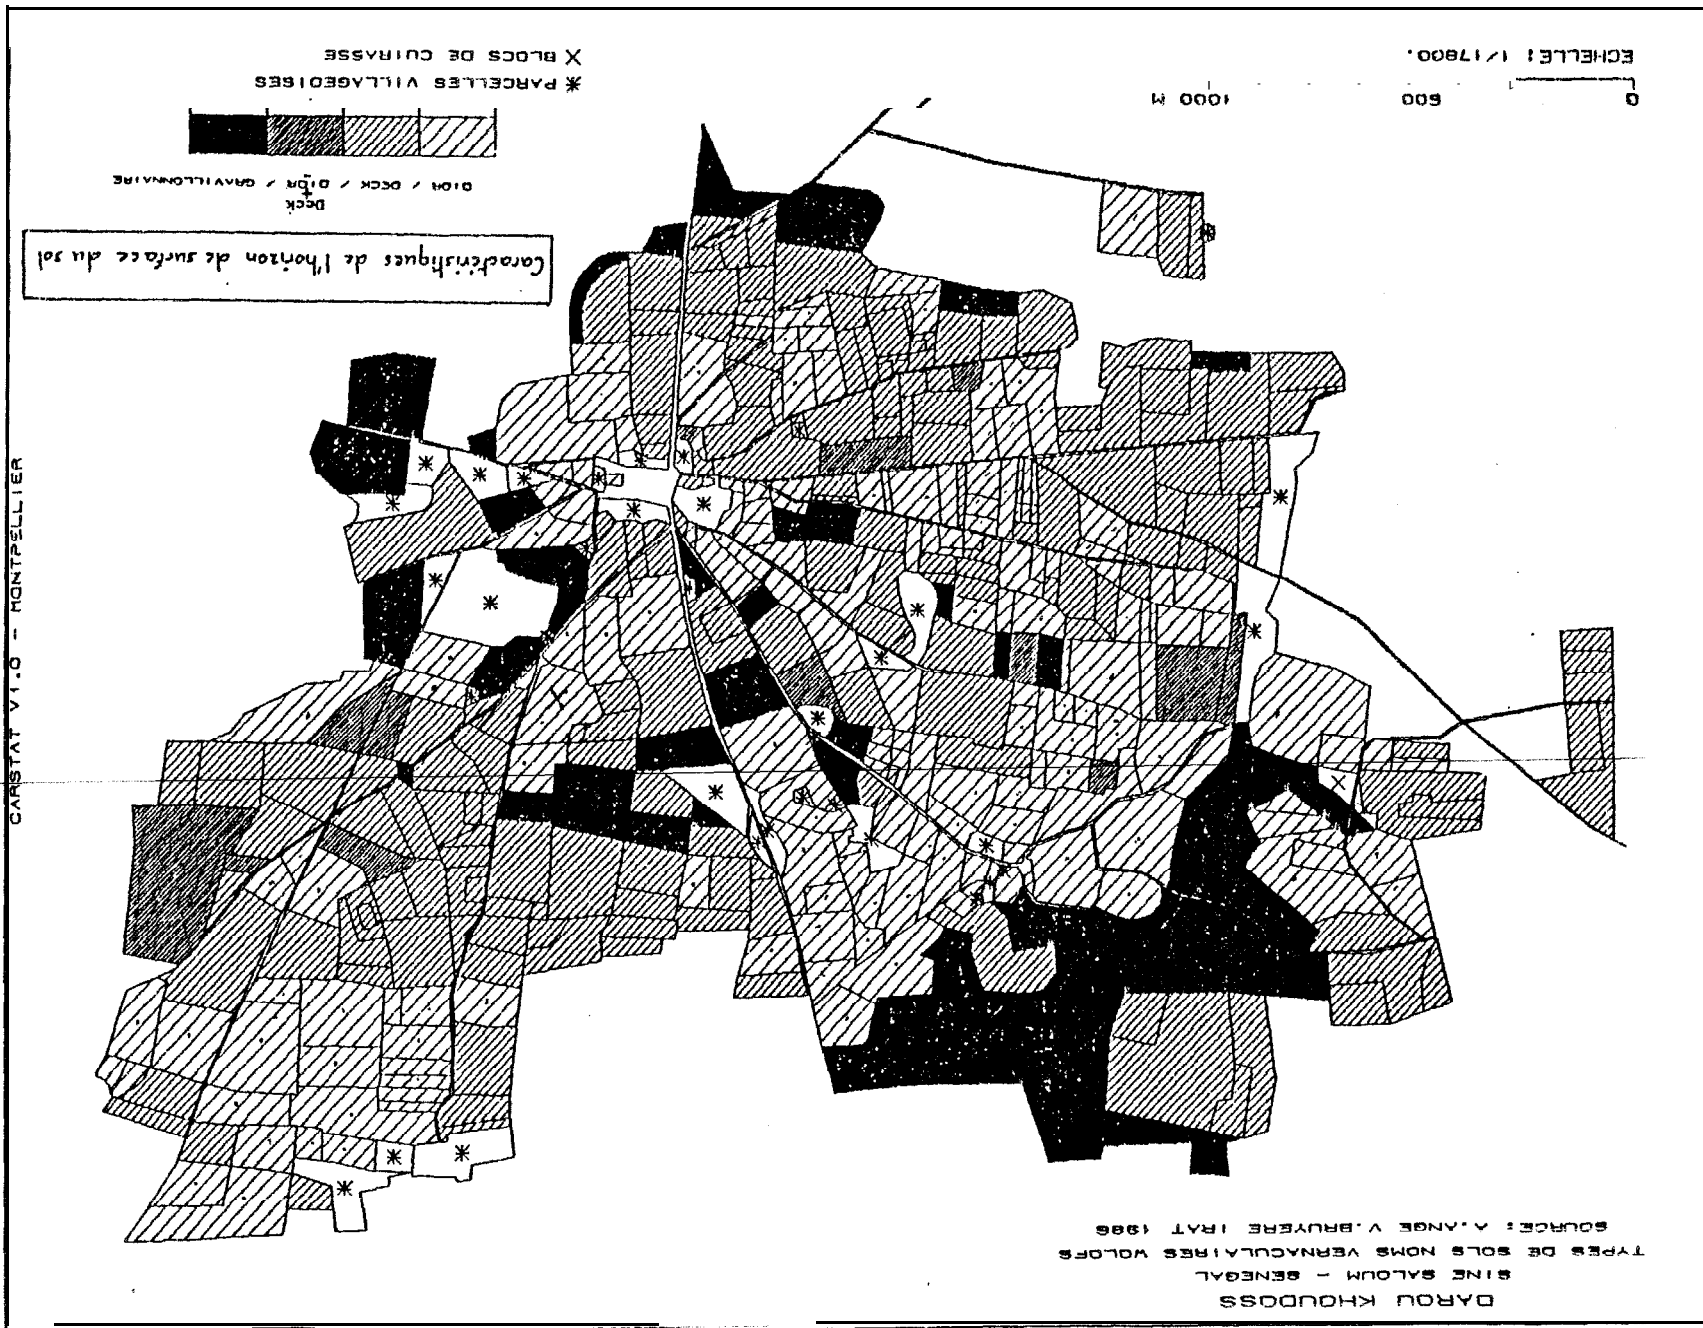 DAROU KHOUDOSS
SINE SALOUM - SENEGAL
TYPES DE SOLS NOMS VERNACULAIRES WOLOFS
SOURCE: A.ANGE V.BRUYERE IRAT 1986
Caractéristiques de l'horizon de surface du sol
Deck
+
DIOR / DECK / DIOR / GRAVILLONNAIRE
* PARCELLES VILLAGEOISES
X BLOCS DE CUIRASSE
0 500 1000 M
ECHELLE: 1/17800.
CARSTAT V1.0 - MONTPELLIER